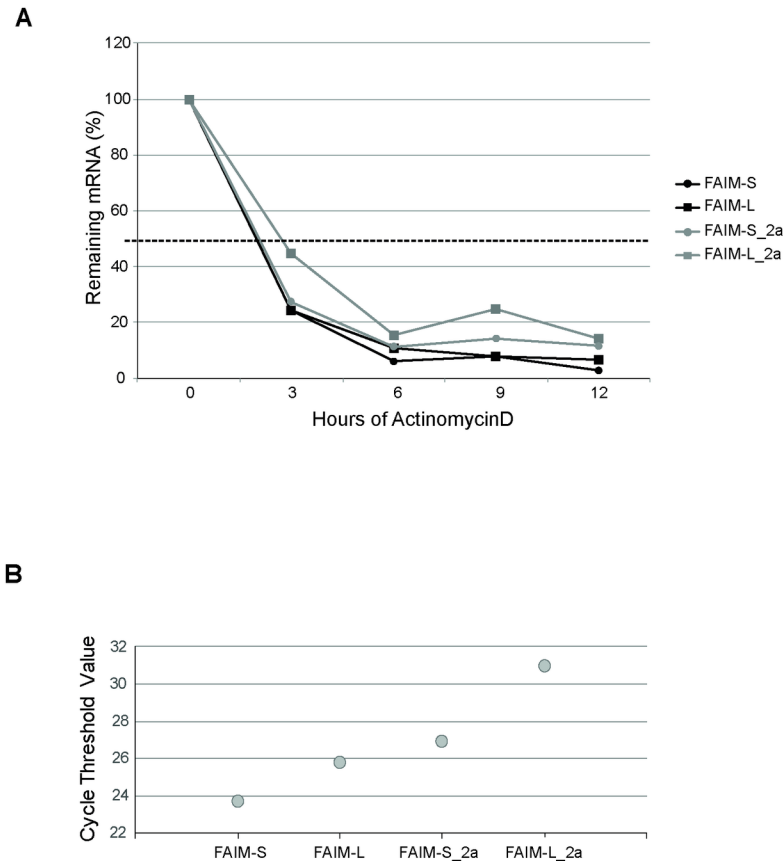 A
Remaining mRNA (%)
120
100
80
60
40
20
0
0 3 6 9 12
Hours of ActinomycinD
FAIM-S
FAIM-L
FAIM-S_2a
FAIM-L_2a
B
Cycle Threshold Value
32
30
28
26
24
22
FAIM-S FAIM-L FAIM-S_2a FAIM-L_2a